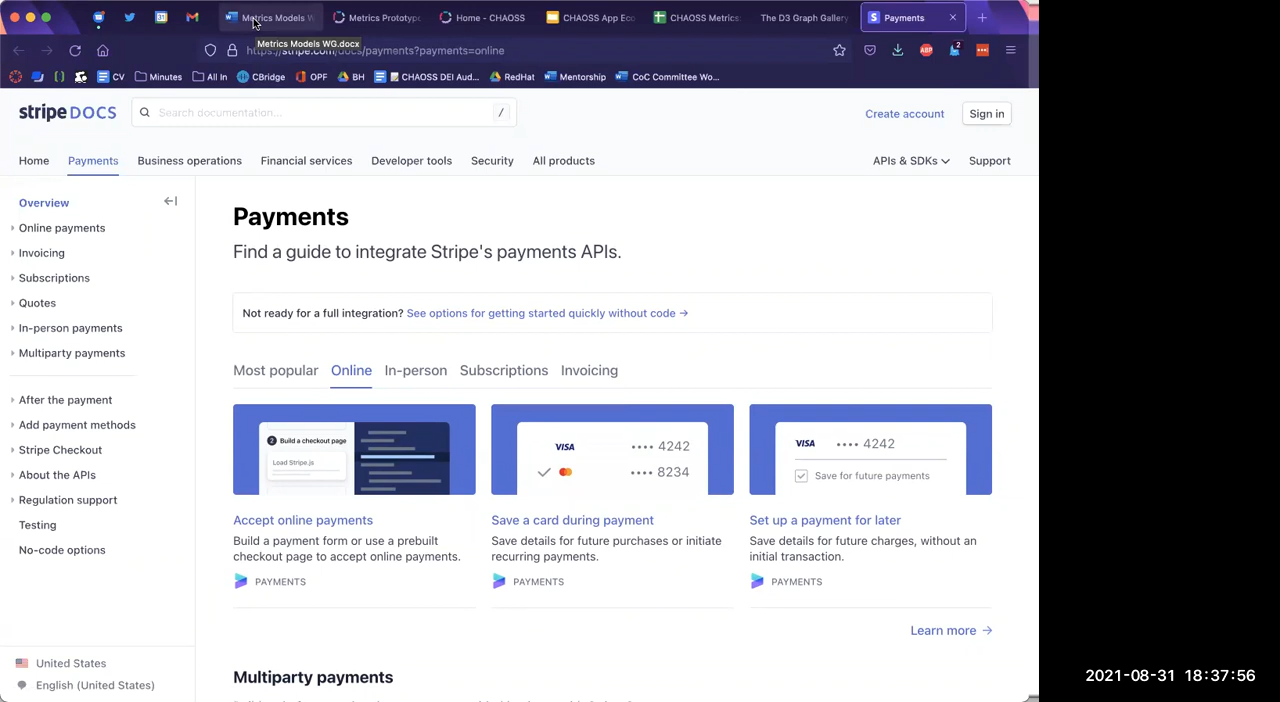 Metrics Models W
Metrics Prototyp
Home - CHAOSS
CHAOSS App Eco
CHAOSS Metrics
The D3 Graph Gallery
Payments
Metrics Models WG.docx
https://stripe.com/docs/payments?payments=online
CV
Minutes
All In
CBridge
OPF
BH
CHAOSS DEI Aud...
RedHat
Mentorship
CoC Committee Wo...
stripe DOCS
Search documentation...
/
Create account
Sign in
Home
Payments
Business operations
Financial services
Developer tools
Security
All products
APIs & SDKs
Support
Overview
Online payments
Invoicing
Subscriptions
Quotes
In-person payments
Multiparty payments
After the payment
Add payment methods
Stripe Checkout
About the APIs
Regulation support
Testing
No-code options
United States
English (United States)
Payments
Find a guide to integrate Stripe's payments APIs.
Not ready for a full integration? See options for getting started quickly without code →
Most popular
Online
In-person
Subscriptions
Invoicing
2 Build a checkout page
Load Stripe.js
VISA •••• 4242
•••• 8234
VISA •••• 4242
Save for future payments
Accept online payments
Build a payment form or use a prebuilt
checkout page to accept online payments.
PAYMENTS
Save a card during payment
Save details for future purchases or initiate
recurring payments.
PAYMENTS
Set up a payment for later
Save details for future charges, without an
initial transaction.
PAYMENTS
Learn more →
Multiparty payments
2021-08-31 18:37:56